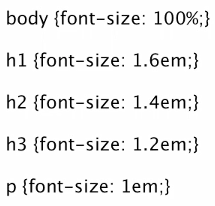 body {font-size: 100%;}
h1 {font-size: 1.6em;}
h2 {font-size: 1.4em;}
h3 {font-size: 1.2em;}
p {font-size: 1em;}